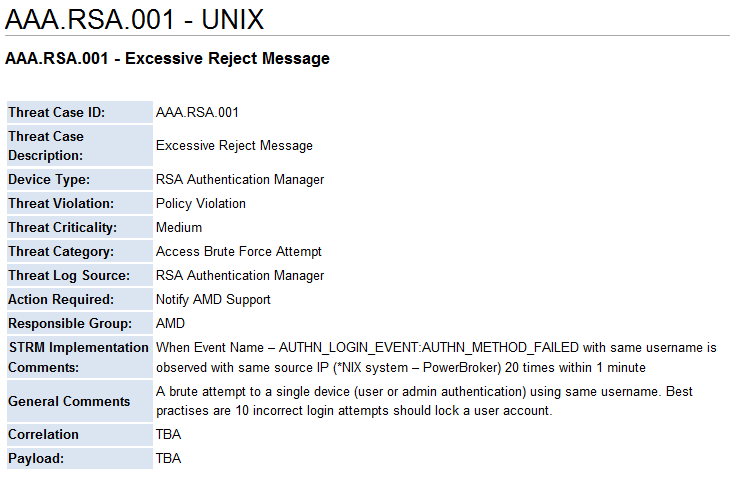 AAA.RSA.001 - UNIX
AAA.RSA.001 - Excessive Reject Message
Threat Case ID: AAA.RSA.001
Threat Case
Description: Excessive Reject Message
Device Type: RSA Authentication Manager
Threat Violation: Policy Violation
Threat Criticality: Medium
Threat Category: Access Brute Force Attempt
Threat Log Source: RSA Authentication Manager
Action Required: Notify AMD Support
Responsible Group: AMD
STRM Implementation When Event Name – AUTHN_LOGIN_EVENT:AUTHN_METHOD_FAILED with same username is
Comments: observed with same source IP (*NIX system – PowerBroker) 20 times within 1 minute
General Comments A brute attempt to a single device (user or admin authentication) using same username. Best
practises are 10 incorrect login attempts should lock a user account.
Correlation TBA
Payload: TBA